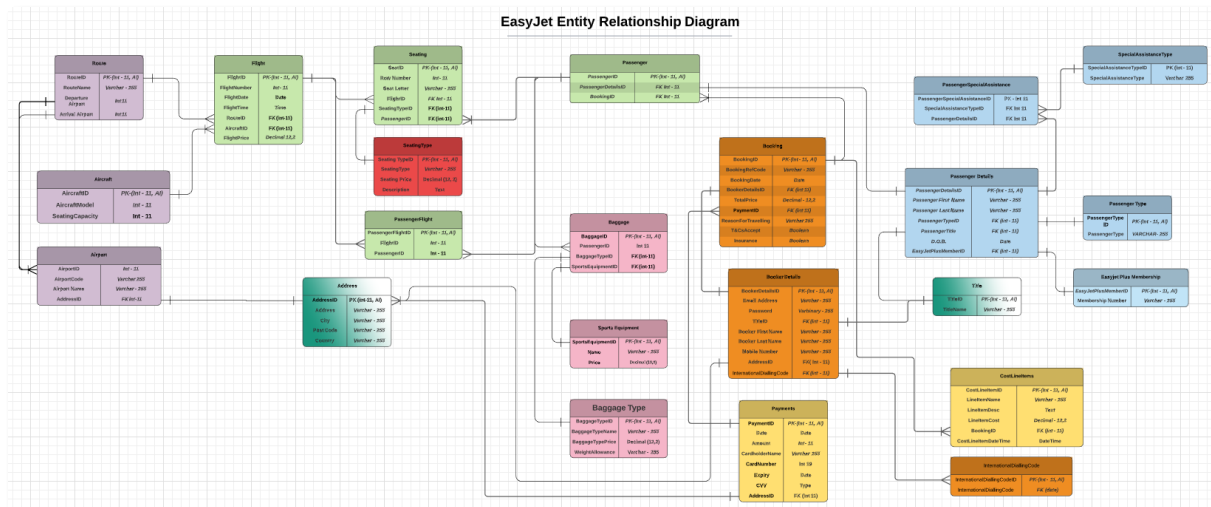 EasyJet Entity Relationship Diagram
Route
RouteID PK-(Int - 11, AI)
RouteName Varchar - 255
Departure Airport Int 11
Arrival Airport Int 11
Aircraft
AircraftID PK-(Int - 11, AI)
AircraftModel Int - 11
SeatingCapacity Int - 11
Airport
AirportID Int - 11
AirportCode Varchar 255
Airport Name Varchar 255
AddressID FK Int-11
Flight
FlightID PK-(Int - 11, AI)
FlightNumber Int - 11
FlightDate Date
FlightTime Time
RouteID FK (Int-11)
AircraftID FK (Int-11)
FlightPrice Decimal 13,2
Seating
SeatID PK-(Int - 11, AI)
Row Number Int - 11
Seat Letter Varchar - 255
FlightID FK Int - 11
SeatingTypeID FK (Int-11)
PassengerID FK (Int-11)
SeatingType
Seating TypeID PK-(Int - 11, AI)
SeatingType Varchar - 255
Seating Price Decimal (13, 2)
Description Text
PassengerFlight
PassengerFlightID PK-(Int - 11, AI)
FlightID Int - 11
PassengerID Int - 11
Address
AddressID PK (Int-11, AI)
Address Varchar - 255
City Varchar - 255
Post Code Varchar - 255
Country Varchar - 255
Passenger
PassengerID PK-(Int - 11, AI)
PassengerDetailsID FK Int - 11
BookingID FK Int - 11
Baggage
BaggageID PK-(Int - 11, AI)
PassengerID Int 11
BaggageTypeID FK (Int-11)
SportsEquipmentID FK (Int-11)
Sports Equipment
SportsEquipmentID PK-(Int - 11, AI)
Name Varchar - 255
Price
Baggage Type
BaggageTypeID PK-(Int - 11, AI)
BaggageTypeName Varchar - 255
BaggageTypePrice Decimal (13,2)
WeightAllowance Varchar - 255
Booking
BookingID PK-(Int - 11, AI)
BookingRefCode Varchar - 255
BookingDate Date
BookerDetailsID FK (Int 11)
TotalPrice Decimal - 13,2
PaymentID FK (Int - 11)
ReasonForTravelling Varchar 255
T&CsAccept Boolean
Insurance Boolean
Booker Details
BookerDetailsID PK-(Int - 11, AI)
Email Address Varchar - 255
Password Varbinary - 255
TitleID FK (Int - 11)
Booker FirstName Varchar - 255
Booker LastName Varchar - 255
Mobile Number Varchar - 255
AddressID FK( Int - 11)
InternationalDiallingCode FK (Int - 11)
Payments
PaymentID PK-(Int - 11, AI)
Date Date
Amount Int - 11
CardholderName Varchar 255
CardNumber Int 19
Expiry Date
CVV Type
AddressID FK (Int 11)
SpecialAssistanceType
SpecialAssistanceTypeID PK (Int - 11)
SpecialAssistanceType Varchar 255
PassengerSpecialAssistance
PassengerSpecialAssistanceID PK - Int 11
SpecialAssistanceTypeID FK Int 11
PassengerDetailsID FK Int 11
Passenger Details
PassengerDetailsID PK-(Int - 11, AI)
Passenger First Name Varchar - 255
Passenger Last Name Varchar - 255
PassengerTypeID FK (Int - 11)
PassengerTitle FK (Int - 11)
D.O.B. Date
EasyJetPlusMemberID FK (Int - 11)
Passenger Type
PassengerType ID PK-(Int - 11, AI)
PassengerType VARCHAR- 255
Easyjet Plus Membership
EasyJetPlusMemberID PK-(Int - 11, AI)
Membership Number Varchar - 255
Title
TitleID PK-(Int - 11, AI)
TitleName Varchar - 255
CostLineItems
CostLineItemID PK-(Int - 11, AI)
LineItemName Varchar - 255
LineItemDesc Text
LineItemCost Decimal - 13,2
BookingID FK (Int - 11)
CostLineItemDateTime DateTime
InternationalDiallingCode
InternationalDiallingCodeID PK-(Int - 11, AI)
InternationalDiallingCode